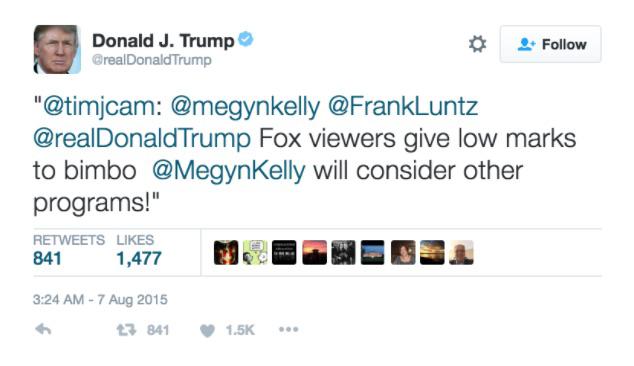 Donald J. Trump
@realDonaldTrump
Follow
"@timjcam: @megynkelly @FrankLuntz
@realDonaldTrump Fox viewers give low marks
to bimbo @MegynKelly will consider other
programs!"
RETWEETS LIKES
841 1,477
3:24 AM - 7 Aug 2015
841 1.5K